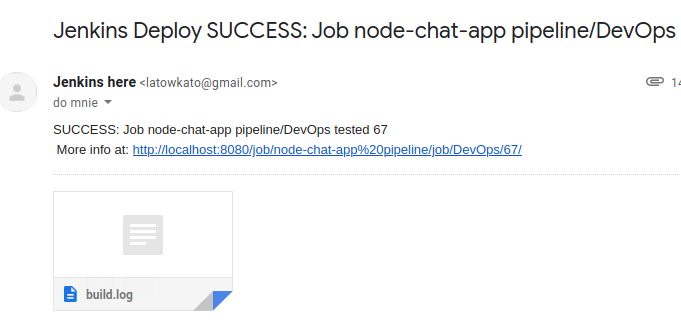 Jenkins Deploy SUCCESS: Job node-chat-app pipeline/DevOps
Jenkins here <latowkato@gmail.com>
do mnie
SUCCESS: Job node-chat-app pipeline/DevOps tested 67
More info at: http://localhost:8080/job/node-chat-app%20pipeline/job/DevOps/67/
build.log